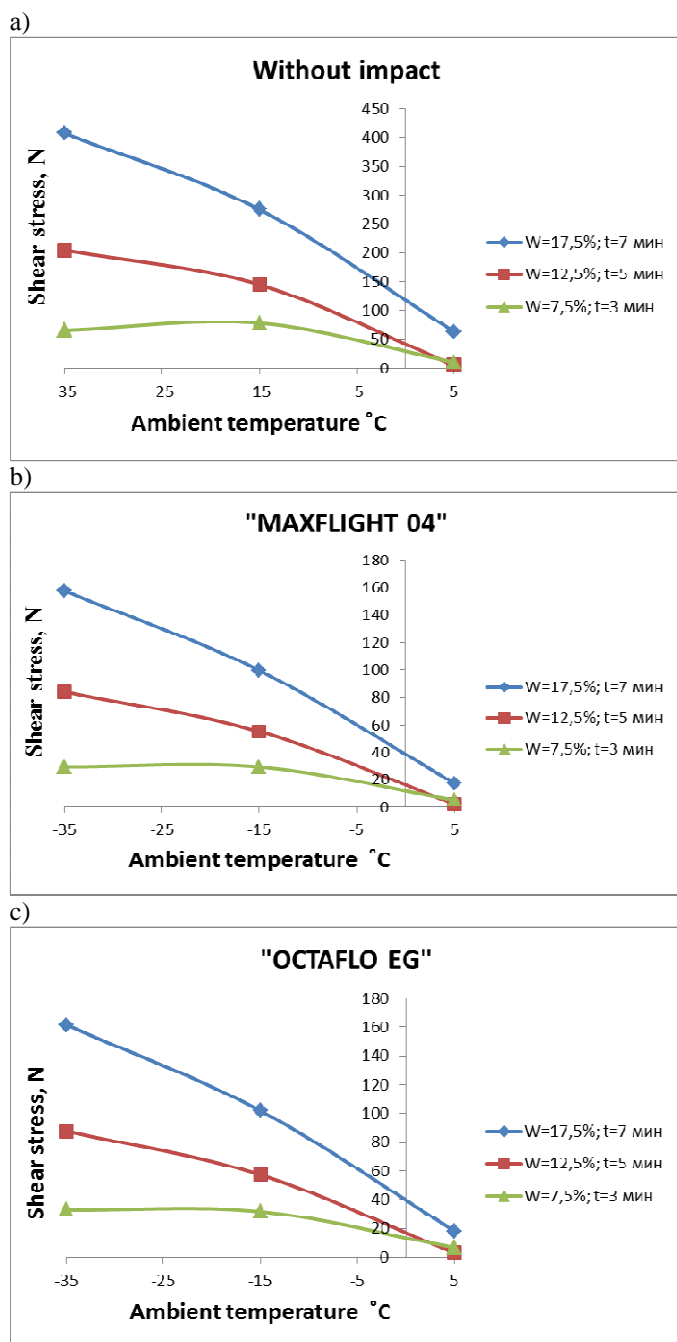 a)
Without impact
Shear stress, N
450
400
350
300
250
200
150
100
50
0
35 25 15 5 5
Ambient temperature ˚C
W=17,5%; t=7 мин
W=12,5%; t=5 мин
W=7,5%; t=3 мин
b)
"MAXFLIGHT 04"
Shear stress, N
180
160
140
120
100
80
60
40
20
0
-35 -25 -15 -5 5
Ambient temperature ˚C
W=17,5%; t=7 мин
W=12,5%; t=5 мин
W=7,5%; t=3 мин
c)
"OCTAFLO EG"
Shear stress, N
180
160
140
120
100
80
60
40
20
0
-35 -25 -15 -5 5
Ambient temperature ˚C
W=17,5%; t=7 мин
W=12,5%; t=5 мин
W=7,5%; t=3 мин